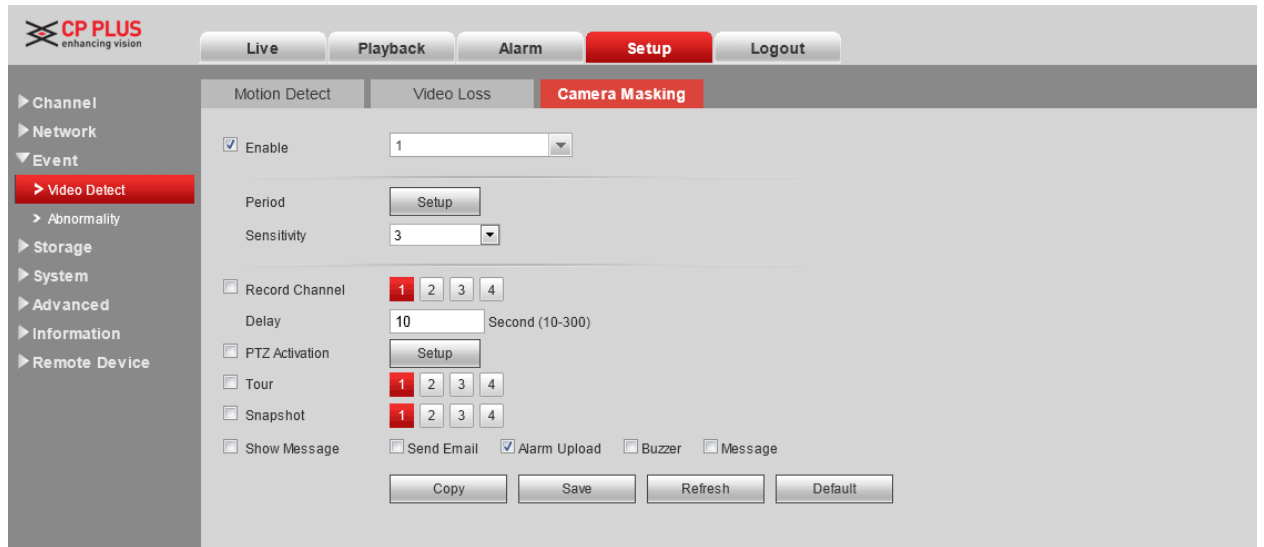 CP PLUS
enhancing vision
Live Playback Alarm Setup Logout
Motion Detect Video Loss Camera Masking
Channel
Network
Event
Video Detect
Abnormality
Storage
System
Advanced
Information
Remote Device
Enable 1
Period Setup
Sensitivity 3
Record Channel 1 2 3 4
Delay 10 Second (10-300)
PTZ Activation Setup
Tour 1 2 3 4
Snapshot 1 2 3 4
Show Message Send Email Alarm Upload Buzzer Message
Copy Save Refresh Default